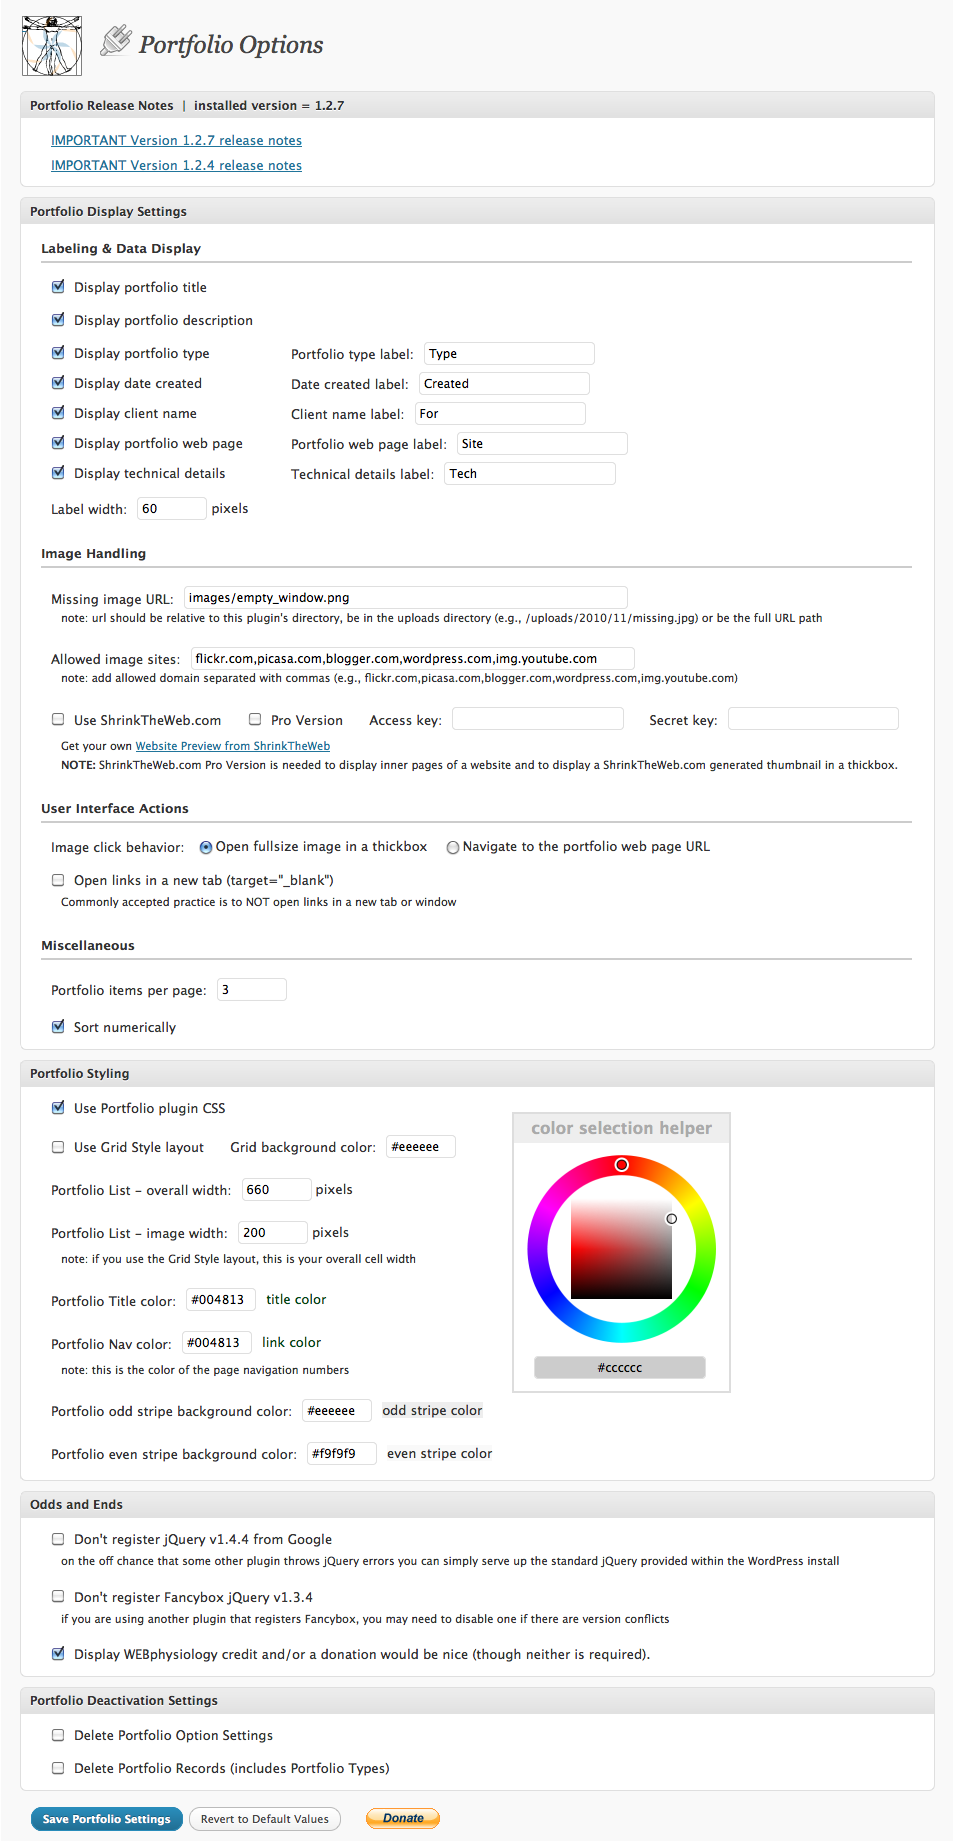 Portfolio Options
Portfolio Release Notes | installed version = 1.2.7
IMPORTANT Version 1.2.7 release notes
IMPORTANT Version 1.2.4 release notes
Portfolio Display Settings
Labeling & Data Display
Display portfolio title
Display portfolio description
Display portfolio type Portfolio type label: Type
Display date created Date created label: Created
Display client name Client name label: For
Display portfolio web page Portfolio web page label: Site
Display technical details Technical details label: Tech
Label width: 60 pixels
Image Handling
Missing image URL: images/empty_window.png
note: url should be relative to this plugin's directory, be in the uploads directory (e.g., /uploads/2010/11/missing.jpg) or be the full URL path
Allowed image sites: flickr.com,picasa.com,blogger.com,wordpress.com,img.youtube.com
note: add allowed domain separated with commas (e.g., flickr.com,picasa.com,blogger.com,wordpress.com,img.youtube.com)
Use ShrinkTheWeb.com Pro Version Access key: Secret key:
Get your own Website Preview from ShrinkTheWeb
NOTE: ShrinkTheWeb.com Pro Version is needed to display inner pages of a website and to display a ShrinkTheWeb.com generated thumbnail in a thickbox.
User Interface Actions
Image click behavior: Open fullsize image in a thickbox Navigate to the portfolio web page URL
Open links in a new tab (target="_blank")
Commonly accepted practice is to NOT open links in a new tab or window
Miscellaneous
Portfolio items per page: 3
Sort numerically
Portfolio Styling
Use Portfolio plugin CSS
color selection helper
Use Grid Style layout Grid background color: #eeeeee
Portfolio List - overall width: 660 pixels
Portfolio List - image width: 200 pixels
note: if you use the Grid Style layout, this is your overall cell width
Portfolio Title color: #004813 title color
Portfolio Nav color: #004813 link color
note: this is the color of the page navigation numbers
#cccccc
Portfolio odd stripe background color: #eeeeee odd stripe color
Portfolio even stripe background color: #f9f9f9 even stripe color
Odds and Ends
Don't register jQuery v1.4.4 from Google
on the off chance that some other plugin throws jQuery errors you can simply serve up the standard jQuery provided within the WordPress install
Don't register Fancybox jQuery v1.3.4
if you are using another plugin that registers Fancybox, you may need to disable one if there are version conflicts
Display WEBphysiology credit and/or a donation would be nice (though neither is required).
Portfolio Deactivation Settings
Delete Portfolio Option Settings
Delete Portfolio Records (includes Portfolio Types)
Save Portfolio Settings Revert to Default Values Donate